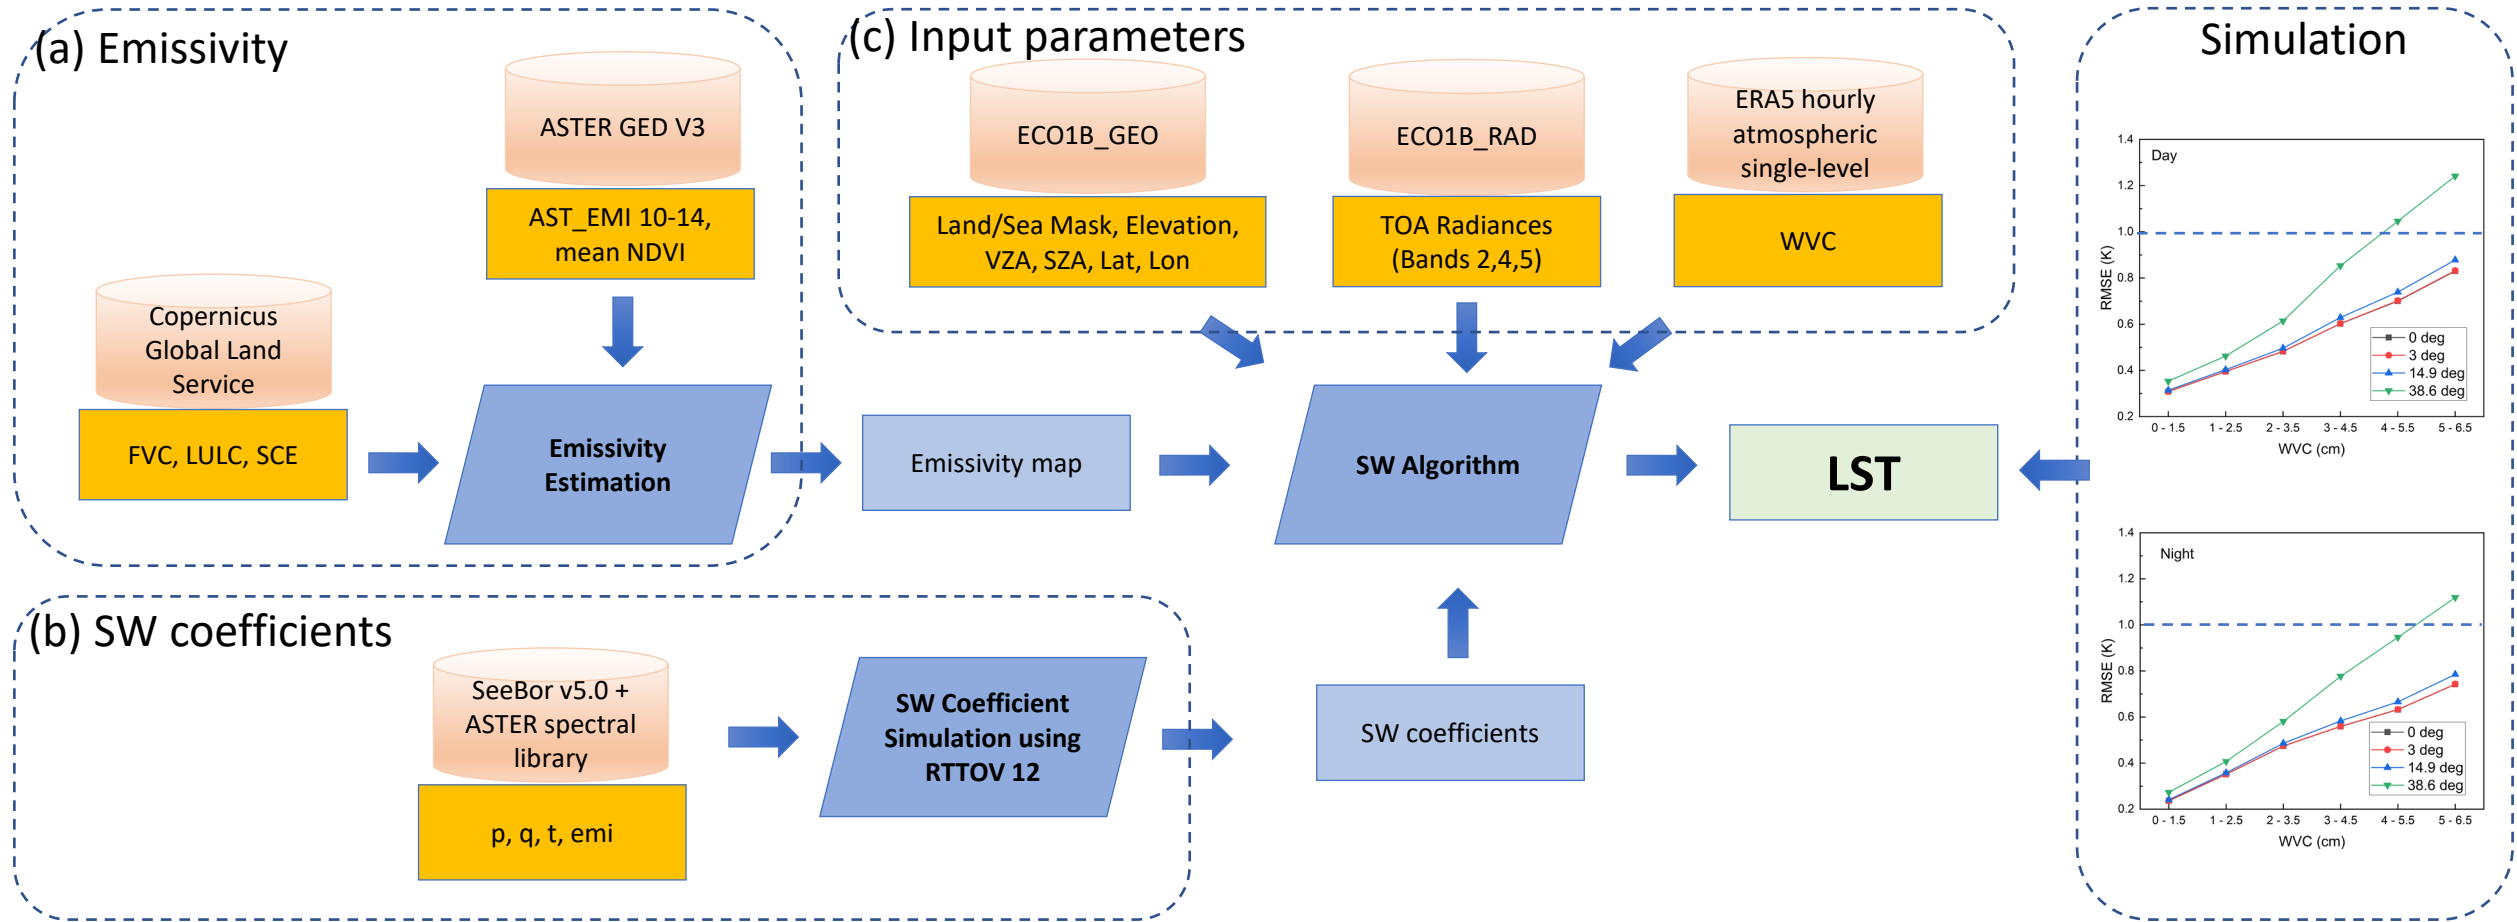 (a) Emissivity
ASTER GED V3
AST_EMI 10-14,
mean NDVI
Copernicus
Global Land
Service
FVC, LULC, SCE
Emissivity
Estimation
Emissivity map
(b) SW coefficients
SeeBor v5.0 +
ASTER spectral
library
p, q, t, emi
SW Coefficient
Simulation using
RTTOV 12
SW coefficients
(c) Input parameters
ECO1B_GEO
Land/Sea Mask, Elevation,
VZA, SZA, Lat, Lon
ECO1B_RAD
TOA Radiances
(Bands 2,4,5)
ERA5 hourly
atmospheric
single-level
WVC
SW Algorithm
LST
Simulation
Day
RMSE (K)
1.4
1.2
1.0
0.8
0.6
0.4
0.2
0 deg
3 deg
14.9 deg
38.6 deg
0 - 1.5 1 - 2.5 2 - 3.5 3 - 4.5 4 - 5.5 5 - 6.5
WVC (cm)
Night
RMSE (K)
1.4
1.2
1.0
0.8
0.6
0.4
0.2
0 deg
3 deg
14.9 deg
38.6 deg
0 - 1.5 1 - 2.5 2 - 3.5 3 - 4.5 4 - 5.5 5 - 6.5
WVC (cm)